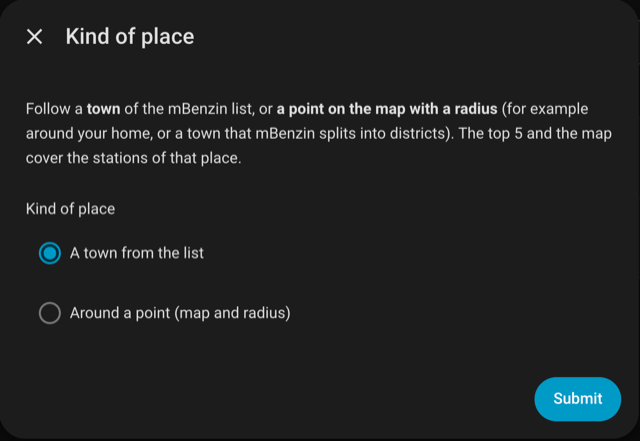 Kind of place
Follow a town of the mBenzin list, or a point on the map with a radius (for example
around your home, or a town that mBenzin splits into districts). The top 5 and the map
cover the stations of that place.
Kind of place
A town from the list
Around a point (map and radius)
Submit